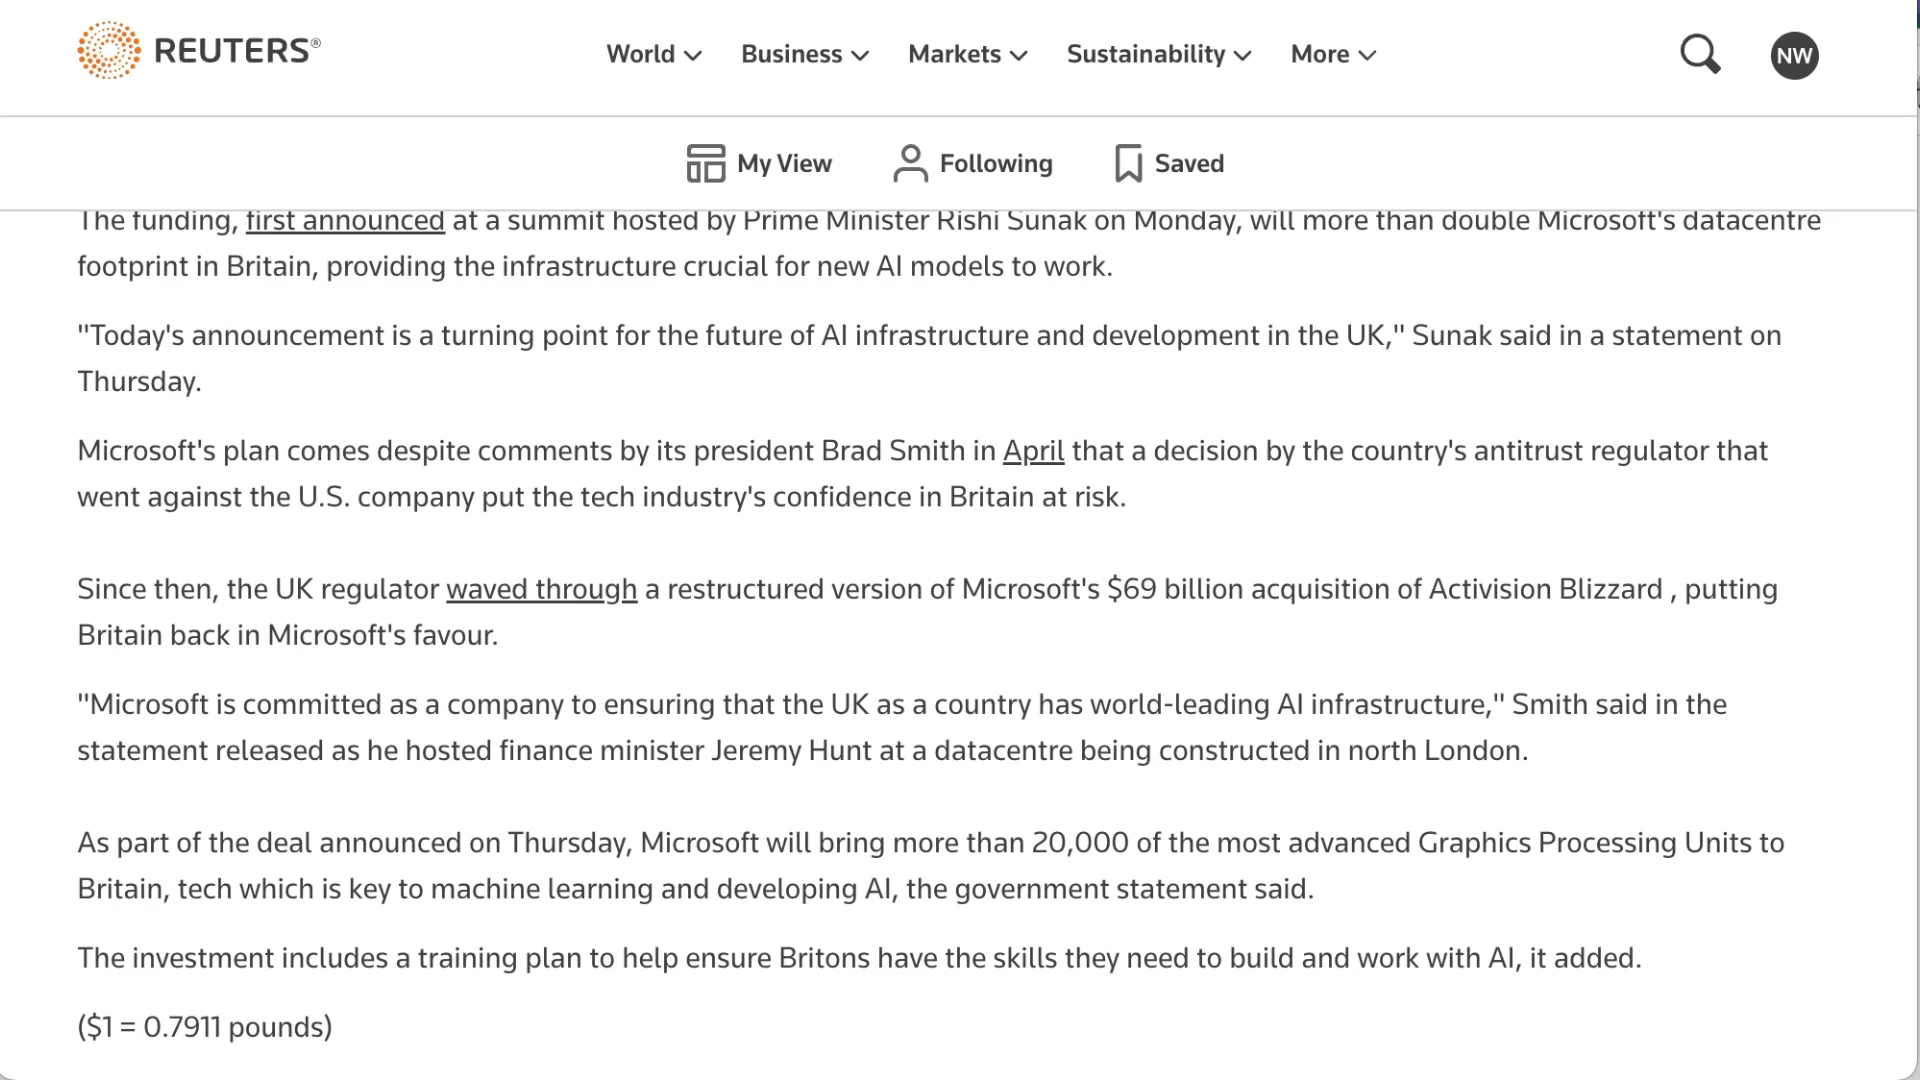 REUTERS®
World
Business
Markets
Sustainability
More
NW
My View
Following
Saved
The funding, first announced at a summit hosted by Prime Minister Rishi Sunak on Monday, will more than double Microsoft's datacentre
footprint in Britain, providing the infrastructure crucial for new AI models to work.
"Today's announcement is a turning point for the future of AI infrastructure and development in the UK," Sunak said in a statement on
Thursday.
Microsoft's plan comes despite comments by its president Brad Smith in April that a decision by the country's antitrust regulator that
went against the U.S. company put the tech industry's confidence in Britain at risk.
Since then, the UK regulator waved through a restructured version of Microsoft's $69 billion acquisition of Activision Blizzard , putting
Britain back in Microsoft's favour.
"Microsoft is committed as a company to ensuring that the UK as a country has world-leading AI infrastructure," Smith said in the
statement released as he hosted finance minister Jeremy Hunt at a datacentre being constructed in north London.
As part of the deal announced on Thursday, Microsoft will bring more than 20,000 of the most advanced Graphics Processing Units to
Britain, tech which is key to machine learning and developing AI, the government statement said.
The investment includes a training plan to help ensure Britons have the skills they need to build and work with AI, it added.
($1 = 0.7911 pounds)